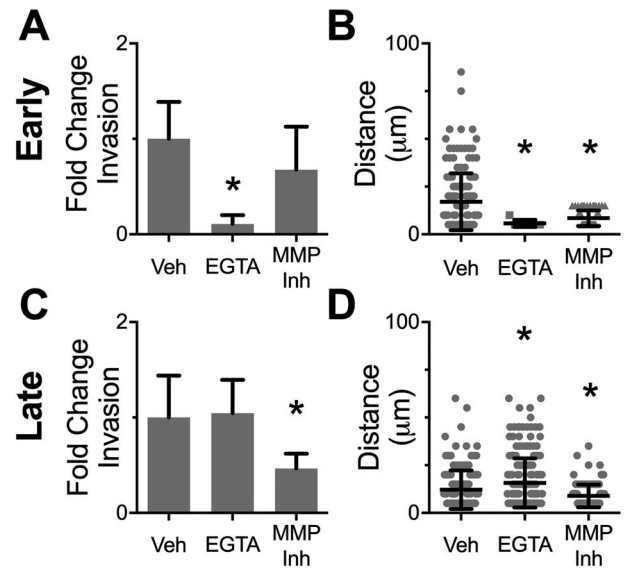 A
B
Early
Fold Change
Invasion
2
1
0
*
Veh
EGTA
MMP
Inh
Distance
(μm)
100
50
0
*
*
Veh
EGTA
MMP
Inh
C
D
Late
Fold Change
Invasion
2
1
0
*
Veh
EGTA
MMP
Inh
Distance
(μm)
100
50
0
*
*
Veh
EGTA
MMP
Inh